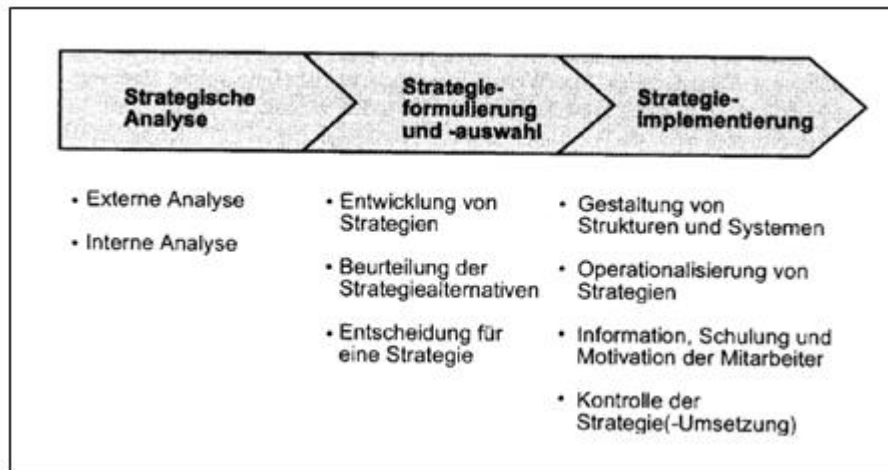 Strategische
Analyse
Strategie-
formulierung
und -auswahl
Strategie-
implementierung
• Externe Analyse
• Interne Analyse
• Entwicklung von
Strategien
• Beurteilung der
Strategiealternativen
• Entscheidung für
eine Strategie
• Gestaltung von
Strukturen und Systemen
• Operationalisierung von
Strategien
• Information, Schulung und
Motivation der Mitarbeiter
• Kontrolle der
Strategie(-Umsetzung)